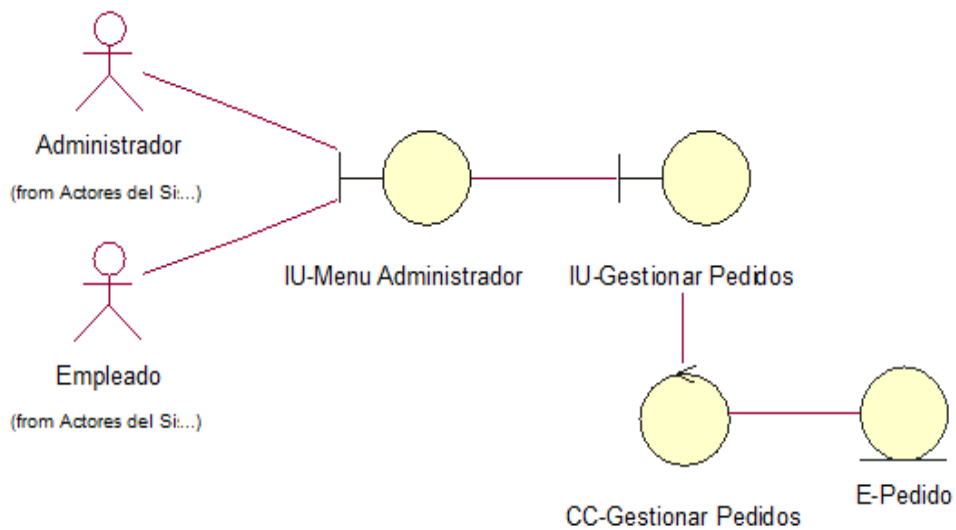 Administrador
(from Actores del Si:...)
IU-Menu Administrador
IU-Gestionar Pedidos
Empleado
(from Actores del Si:...)
CC-Gestionar Pedidos
E-Pedido